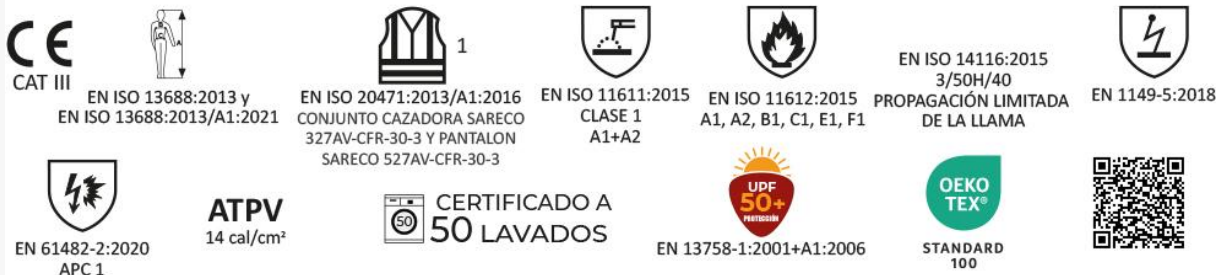 CE
CAT III
EN ISO 13688:2013 y
EN ISO 13688:2013/A1:2021
1
EN ISO 20471:2013/A1:2016
CONJUNTO CAZADORA SARECO
327AV-CFR-30-3 Y PANTALON
SARECO 527AV-CFR-30-3
EN ISO 11611:2015
CLASE 1
A1+A2
EN ISO 11612:2015
A1, A2, B1, C1, E1, F1
EN ISO 14116:2015
3/50H/40
PROPAGACIÓN LIMITADA
DE LA LLAMA
EN 1149-5:2018
EN 61482-2:2020
APC 1
ATPV
14 cal/cm²
50
CERTIFICADO A
50 LAVADOS
UPF
50+
PROTECCIÓN
EN 13758-1:2001+A1:2006
OEKO
TEX®
STANDARD
100